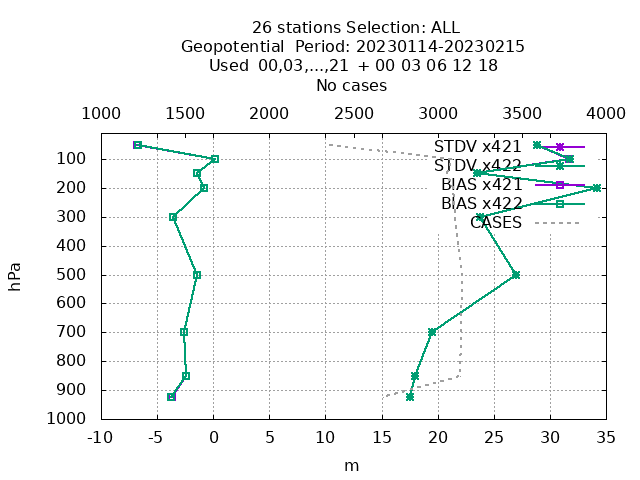 26 stations Selection: ALL
Geopotential  Period: 20230114-20230215
Used  00,03,...,21 + 00 03 06 12 18
No cases
1000 1500 2000 2500 3000 3500 4000
STDV x421
STDV x422
BIAS x421
BIAS x422
CASES
100
200
300
400
500
600
700
800
900
1000
hPa
-10 -5 0 5 10 15 20 25 30 35
m